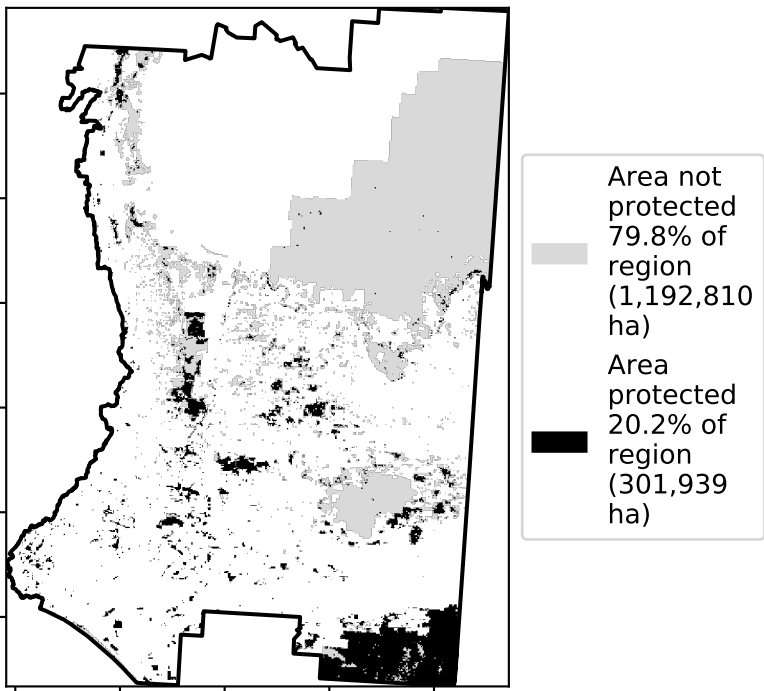 Area not
protected
79.8% of
region
(1,192,810
ha)
Area
protected
20.2% of
region
(301,939
ha)